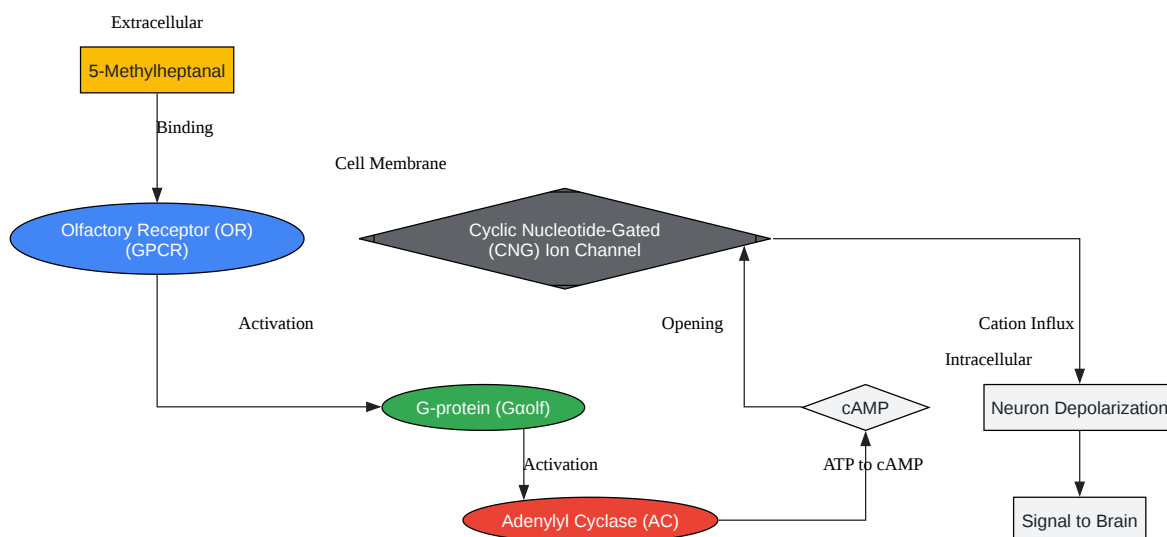 Extracellular
5-Methylheptanal
Binding
Cell Membrane
Olfactory Receptor (OR)
(GPCR)
Cyclic Nucleotide-Gated
(CNG) Ion Channel
Activation
Opening
Cation Influx
Intracellular
G-protein (Gαolf)
cAMP
Neuron Depolarization
Activation
ATP to cAMP
Adenylyl Cyclase (AC)
Signal to Brain